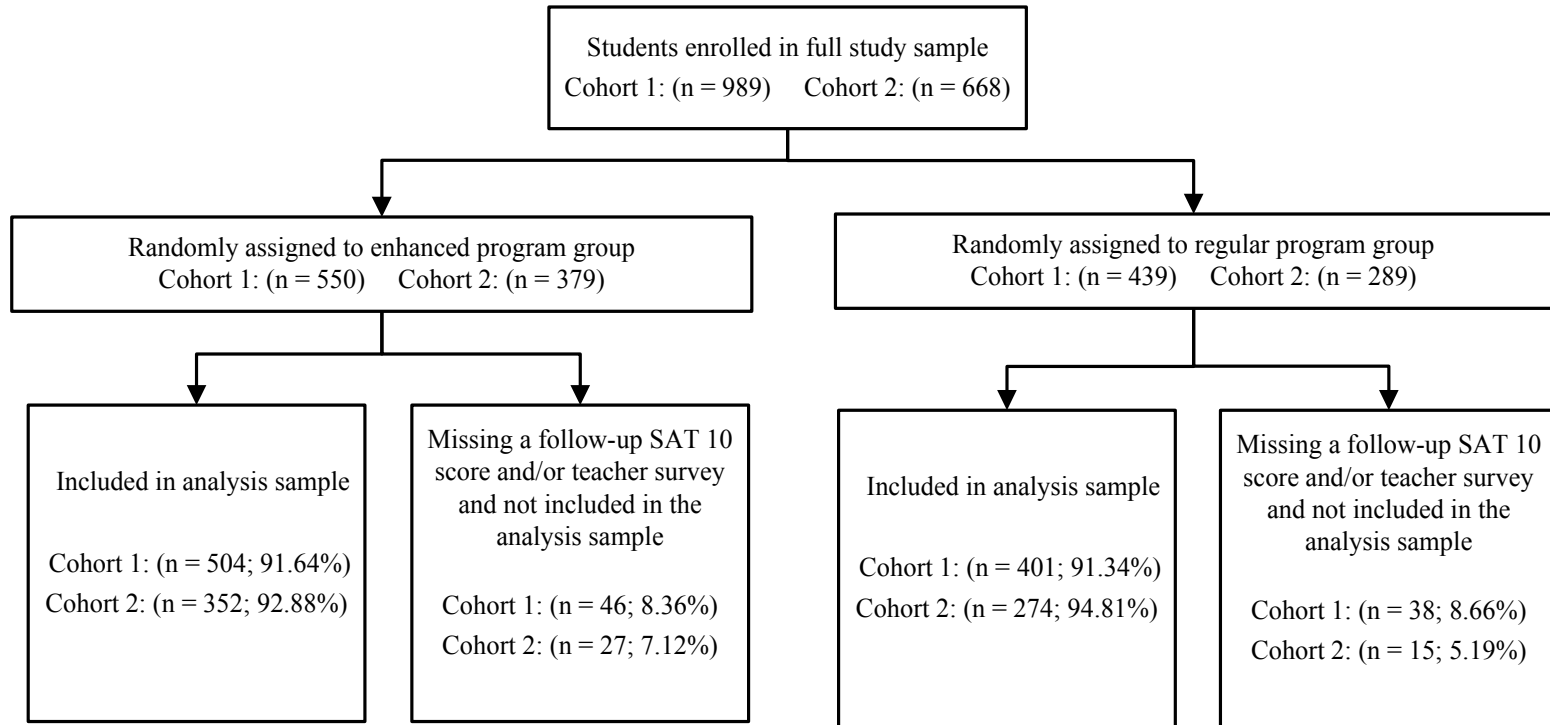 Students enrolled in full study sample
Cohort 1: (n = 989) Cohort 2: (n = 668)
Randomly assigned to enhanced program group
Cohort 1: (n = 550) Cohort 2: (n = 379)
Randomly assigned to regular program group
Cohort 1: (n = 439) Cohort 2: (n = 289)
Included in analysis sample
Cohort 1: (n = 504; 91.64%)
Cohort 2: (n = 352; 92.88%)
Missing a follow-up SAT 10
score and/or teacher survey
and not included in the
analysis sample
Cohort 1: (n = 46; 8.36%)
Cohort 2: (n = 27; 7.12%)
Included in analysis sample
Cohort 1: (n = 401; 91.34%)
Cohort 2: (n = 274; 94.81%)
Missing a follow-up SAT 10
score and/or teacher survey
and not included in the
analysis sample
Cohort 1: (n = 38; 8.66%)
Cohort 2: (n = 15; 5.19%)